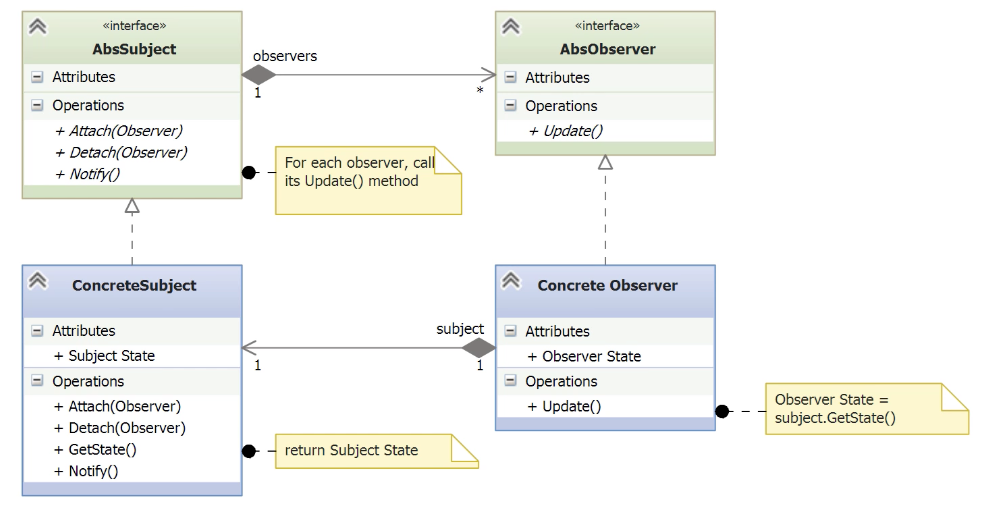 «interface»
AbsSubject
Attributes
Operations
+ Attach(Observer)
+ Detach(Observer)
+ Notify()
observers
1
*
«interface»
AbsObserver
Attributes
Operations
+ Update()
For each observer, call
its Update() method
ConcreteSubject
Attributes
+ Subject State
Operations
+ Attach(Observer)
+ Detach(Observer)
+ GetState()
+ Notify()
subject
1
1
return Subject State
Concrete Observer
Attributes
+ Observer State
Operations
+ Update()
Observer State =
subject.GetState()